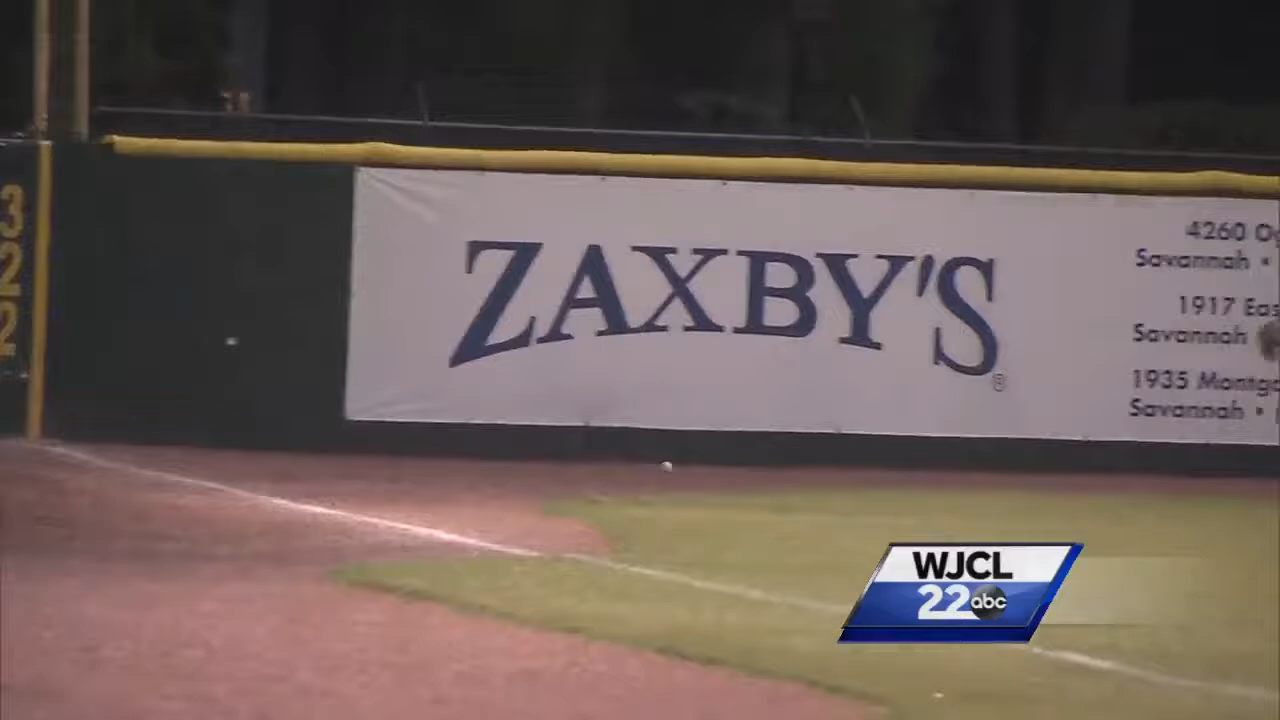 322
ZAXBY'S
®
4260
Savannah •
1917
Savannah
1935
Savannah •
WJCL
22 abc